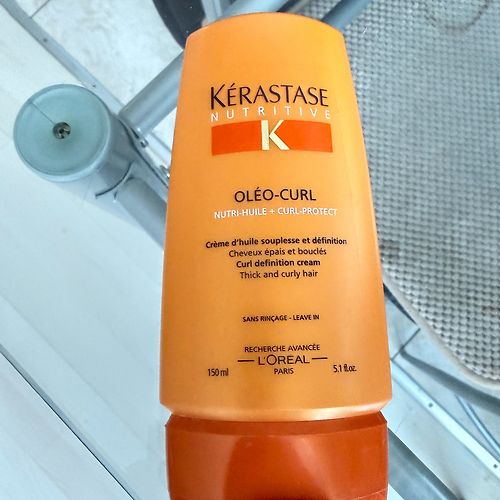 KÉRASTASE
NUTRITIVE
K
OLÉO-CURL
NUTRI-HUILE + CURL-PROTECT
Crème d'huile souplesse et définition
Cheveux épais et bouclés
Curl definition cream
Thick and curly hair
SANS RINÇAGE - LEAVE IN
RECHERCHE AVANCÉE
L'OREAL
PARIS
150 ml 5.1 fl.oz.